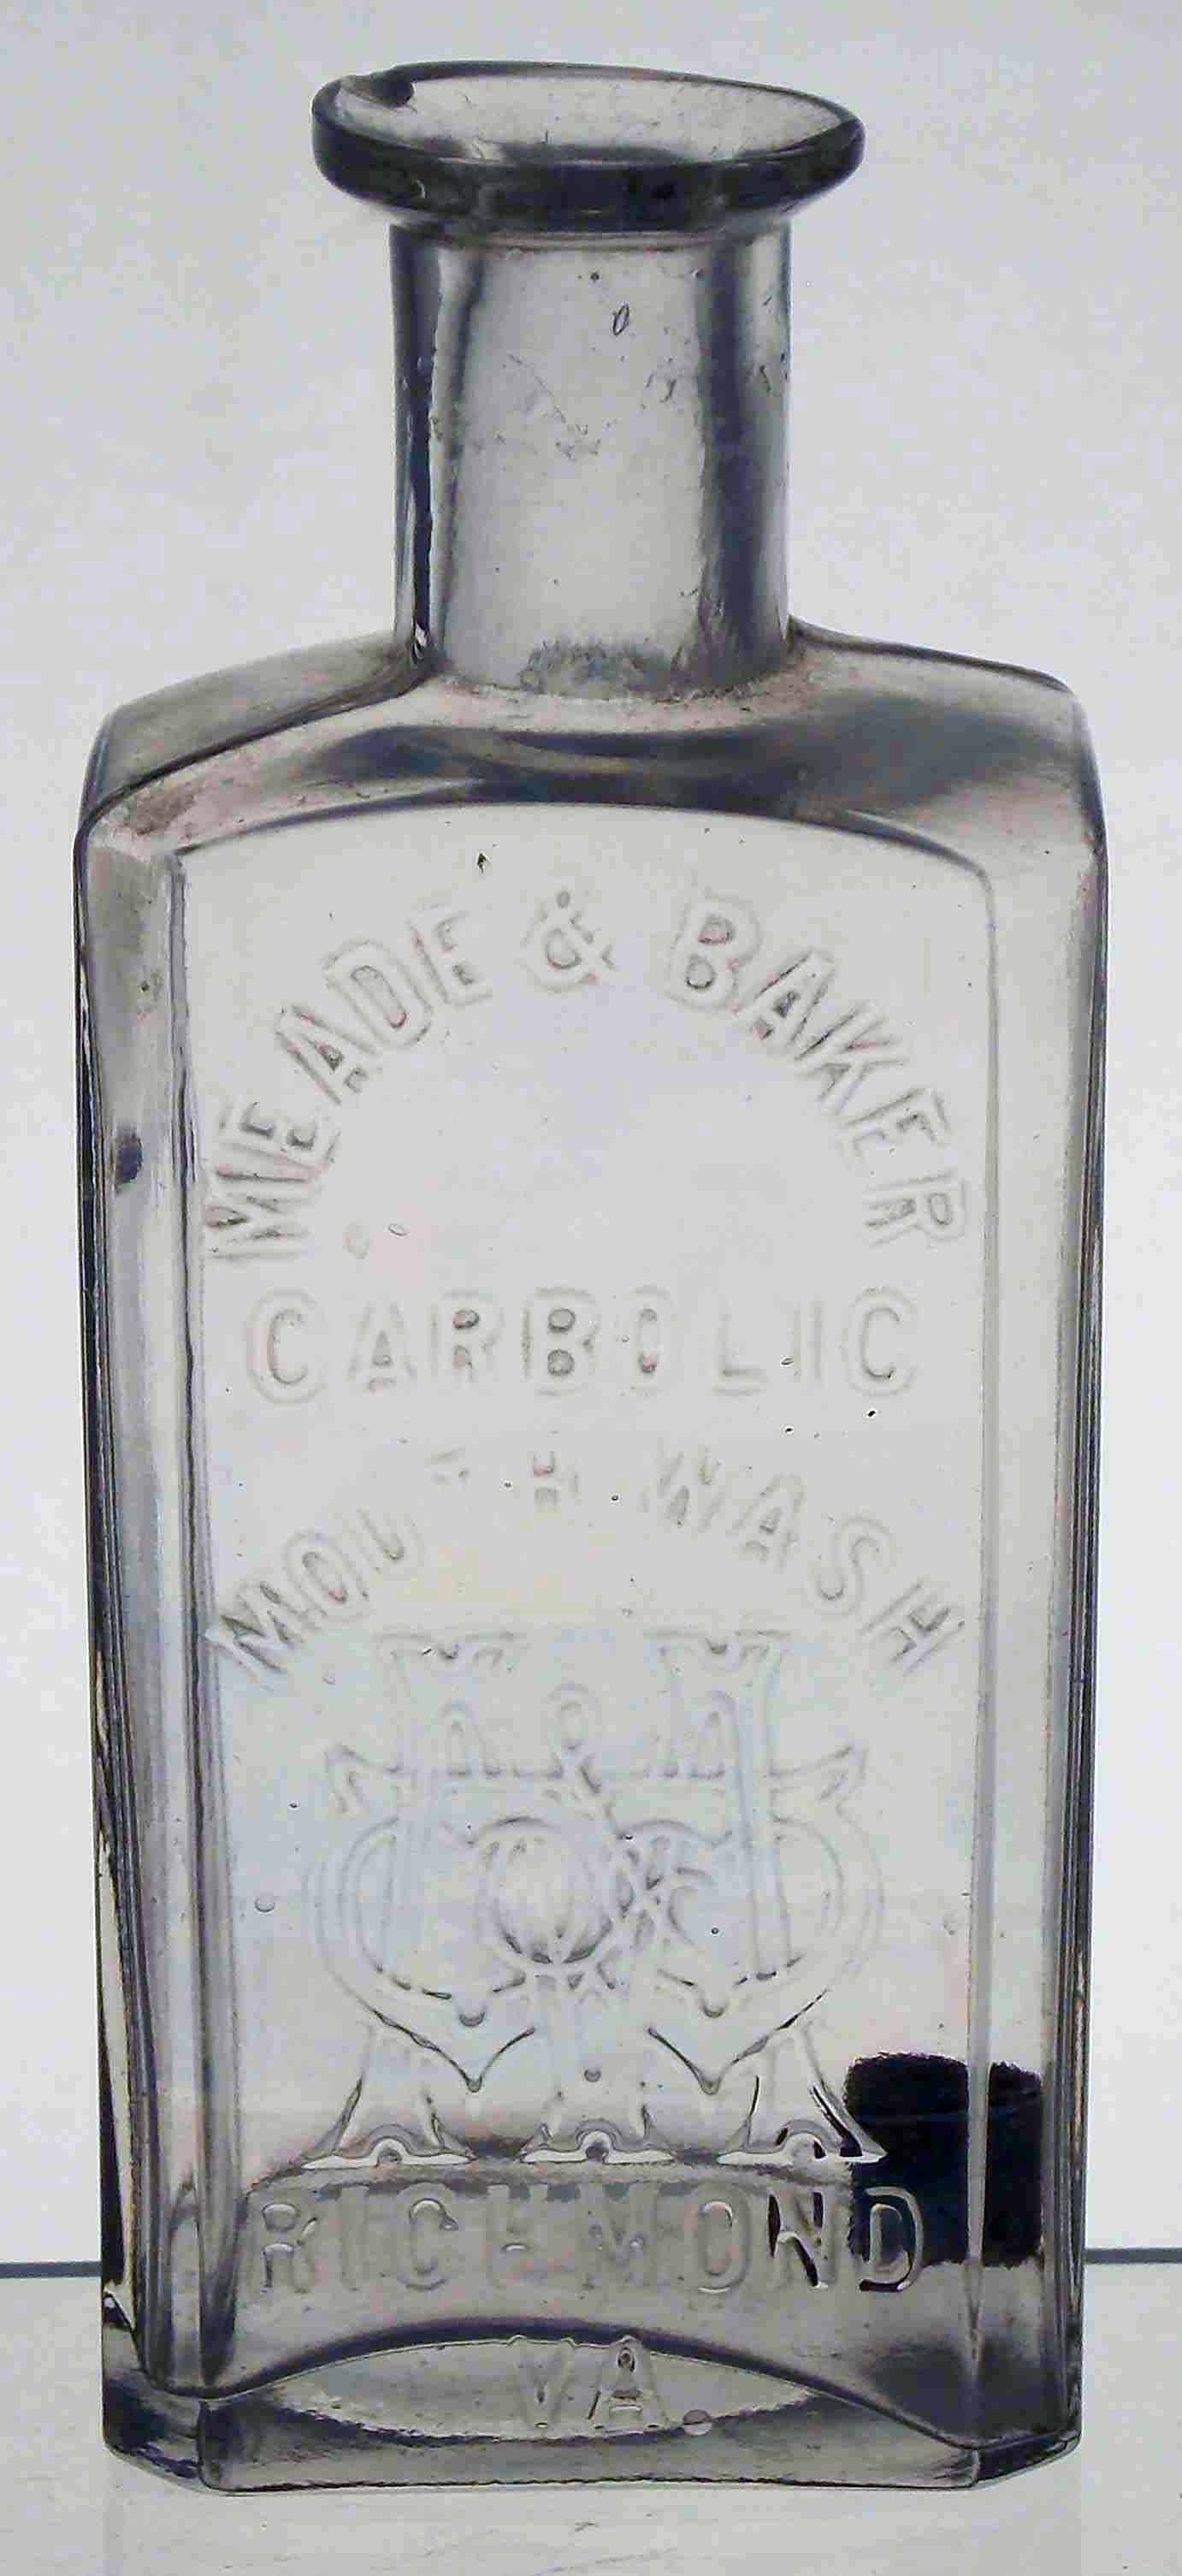 MEADE & BAKER
CARBOLIC
MOUTH WASH
RICHMOND
VA.